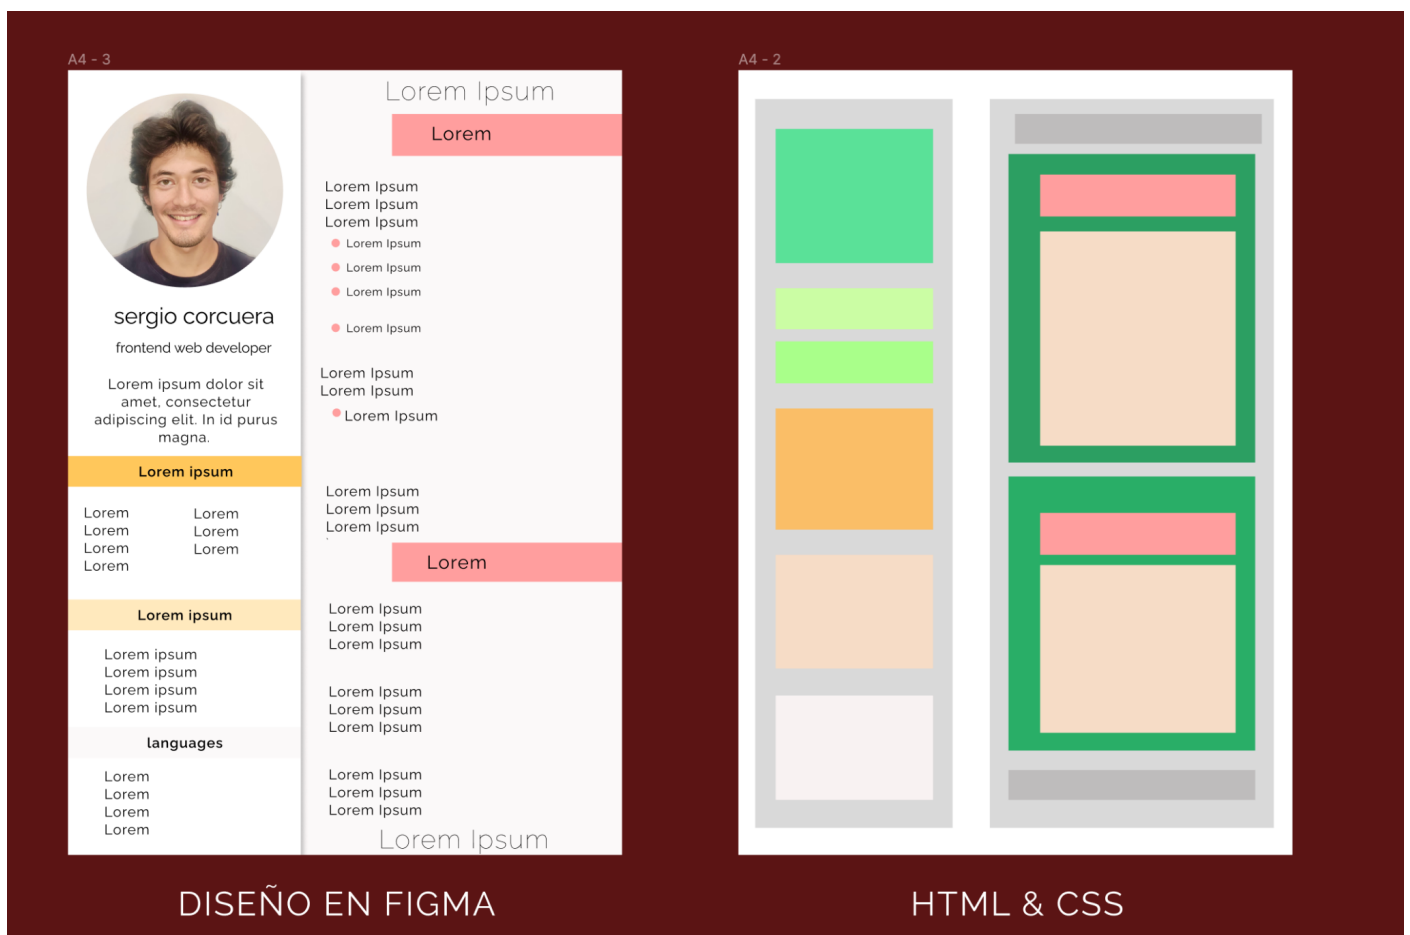 A4 - 3
sergio corcuera
frontend web developer
Lorem ipsum dolor sit
amet, consectetur
adipiscing elit. In id purus
magna.
Lorem ipsum
Lorem
Lorem
Lorem
Lorem
Lorem
Lorem
Lorem
Lorem ipsum
Lorem ipsum
Lorem ipsum
Lorem ipsum
Lorem ipsum
languages
Lorem
Lorem
Lorem
Lorem
Lorem Ipsum
Lorem
Lorem Ipsum
Lorem Ipsum
Lorem Ipsum
Lorem Ipsum
Lorem Ipsum
Lorem Ipsum
Lorem Ipsum
Lorem Ipsum
Lorem Ipsum
Lorem Ipsum
Lorem Ipsum
Lorem Ipsum
Lorem Ipsum
Lorem
Lorem Ipsum
Lorem Ipsum
Lorem Ipsum
Lorem Ipsum
Lorem Ipsum
Lorem Ipsum
Lorem Ipsum
Lorem Ipsum
Lorem Ipsum
Lorem Ipsum
DISEÑO EN FIGMA
A4 - 2
HTML & CSS